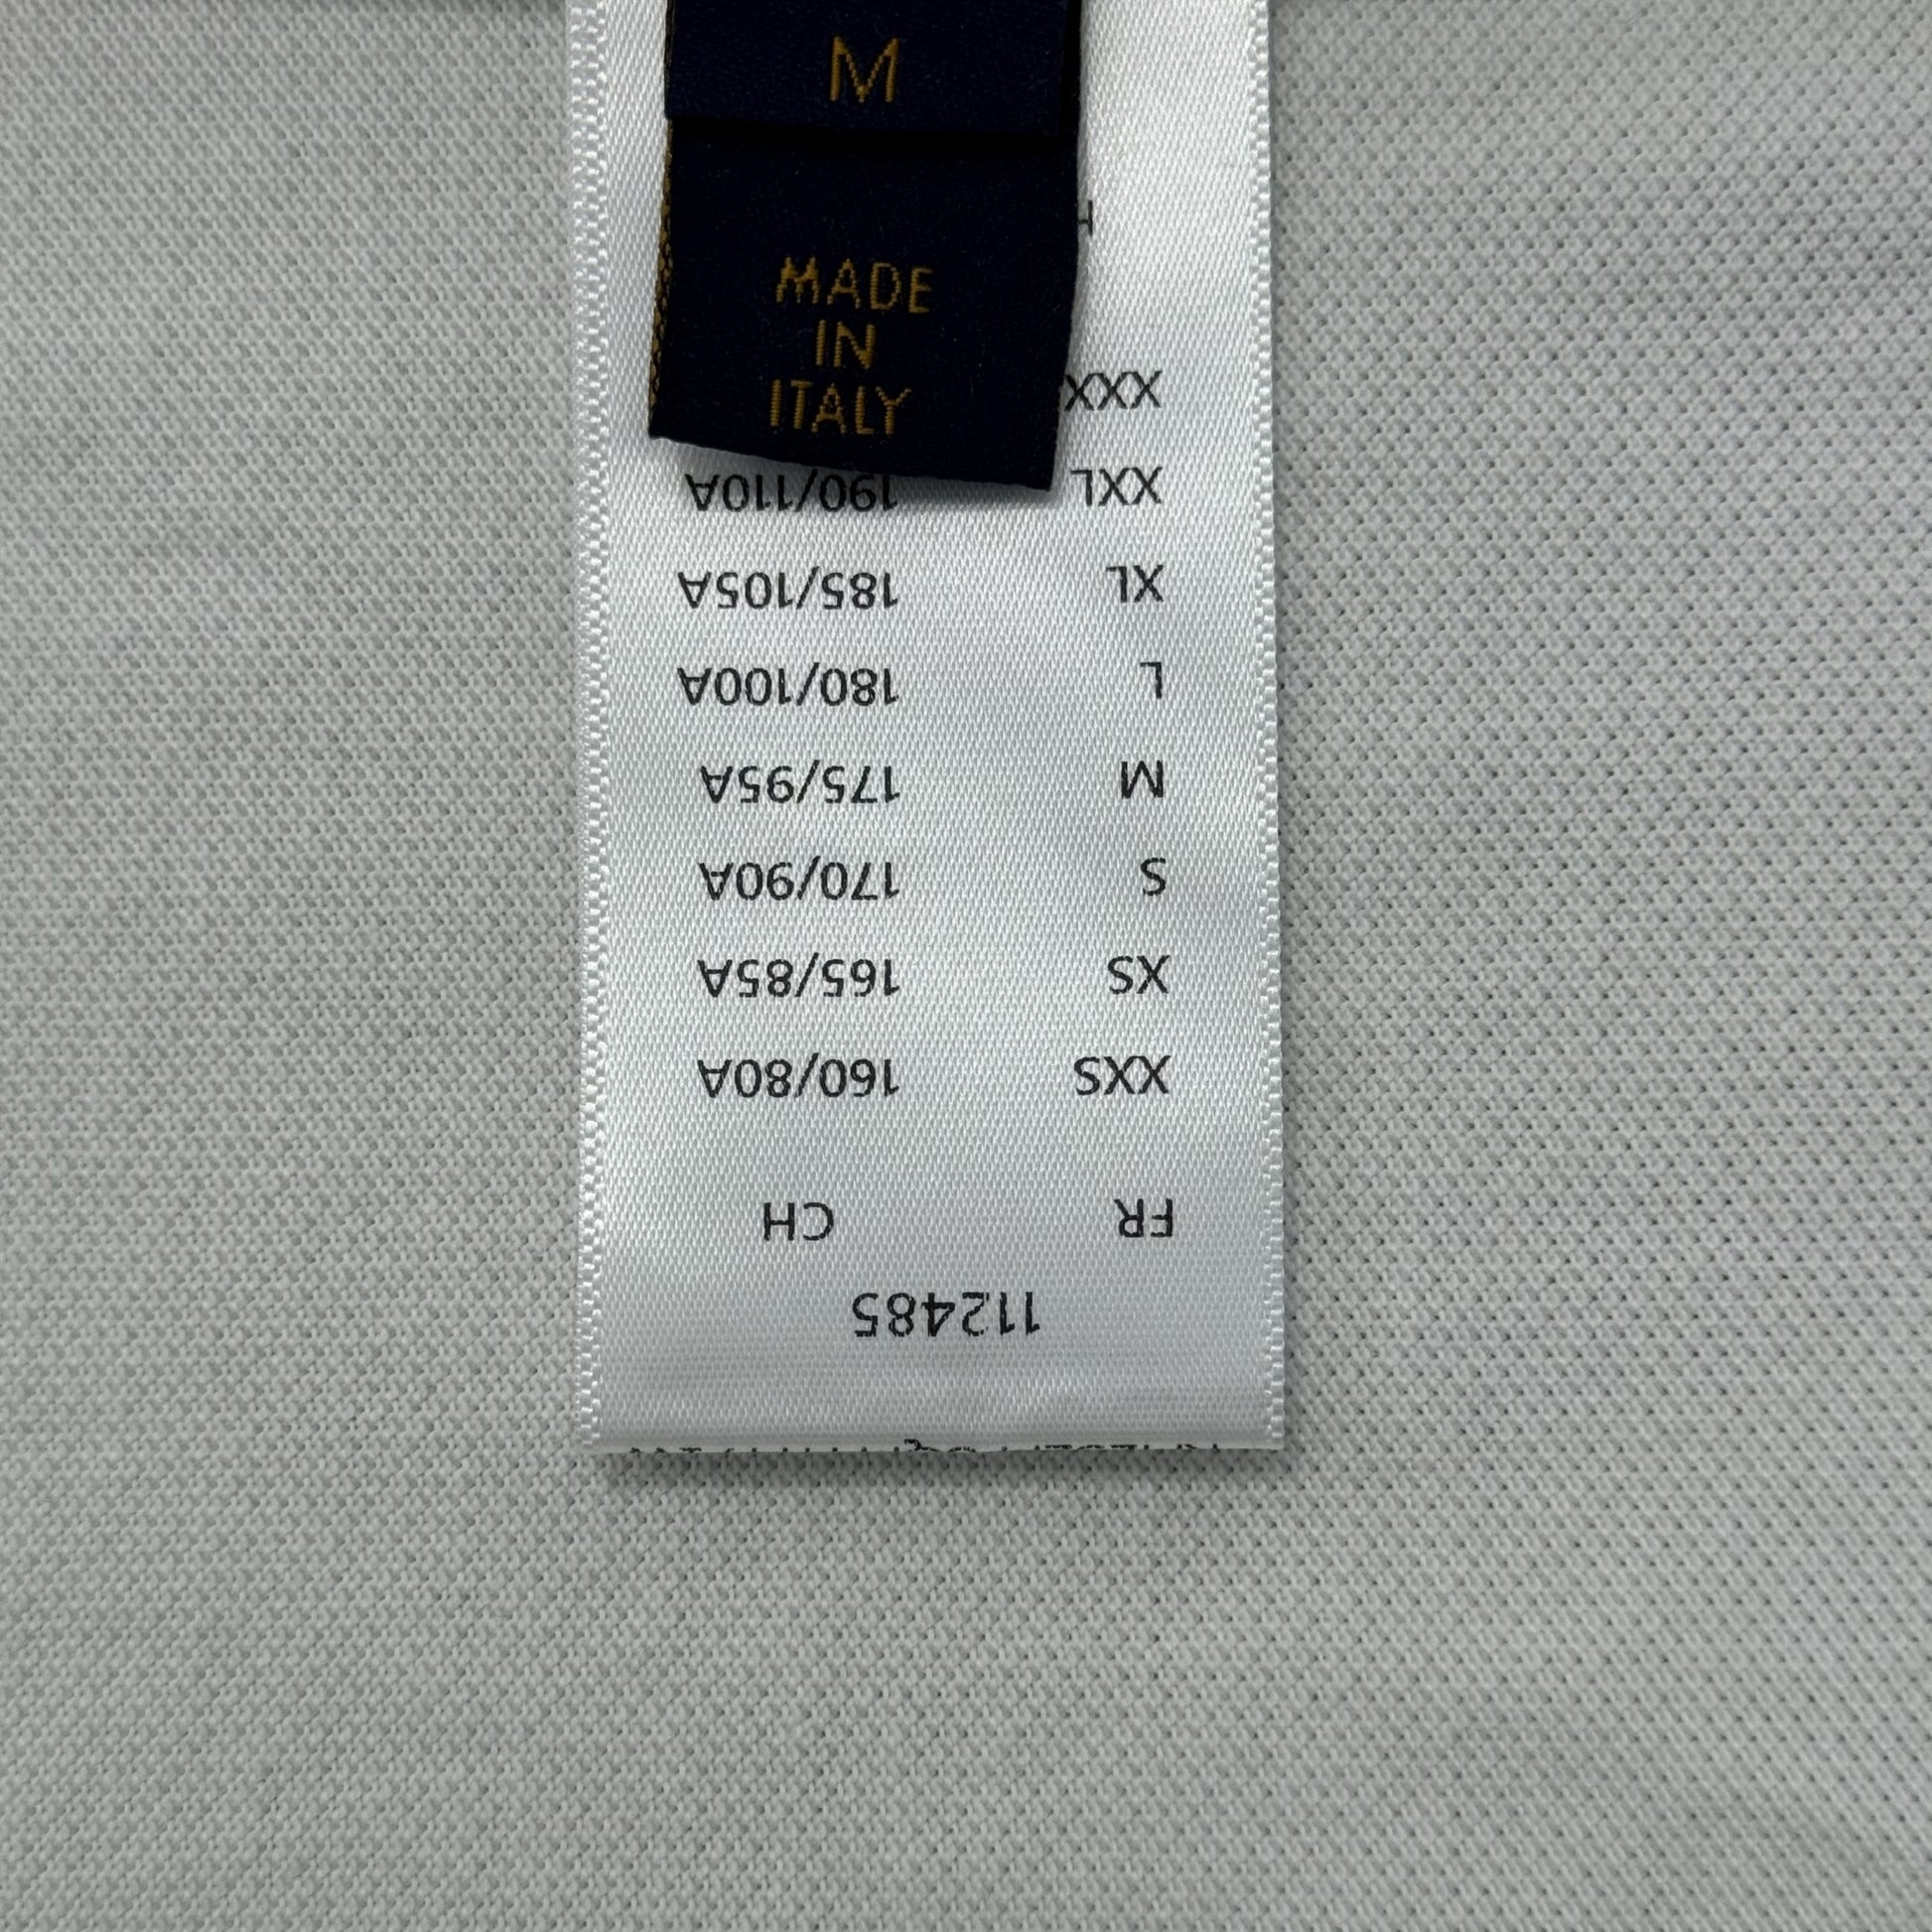 M
MADE
IN
ITALY
112485
FR CH
XXS 160/80A
XS 165/85A
S 170/90A
M 175/95A
L 180/100A
XL 185/105A
XXL 190/110A